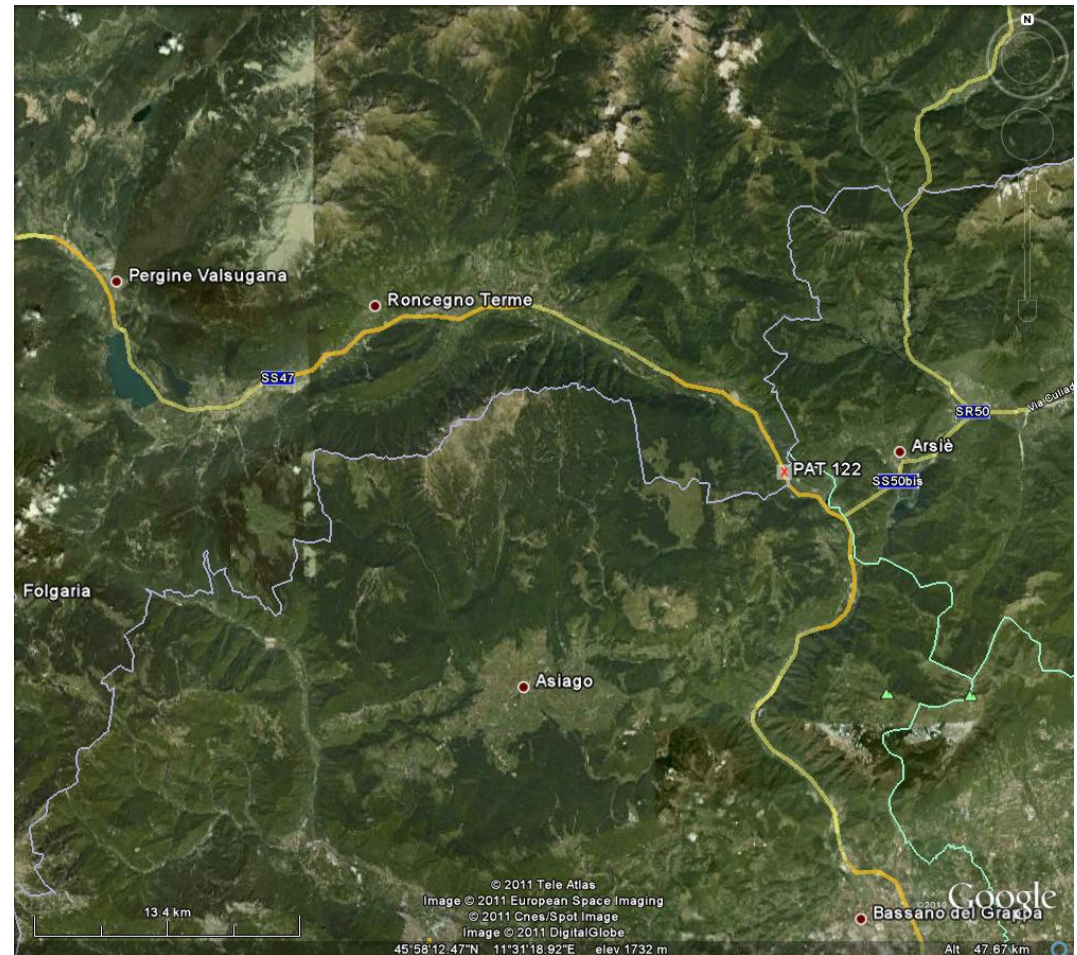 N
Pergine Valsugana
Roncegno Terme
SS47
SR50
Via Culiad
Arsiè
PAT 122
SS50bis
Folgaria
Asiago
© 2011 Tele Atlas
Image © 2011 European Space Imaging
© 2011 Cnes/Spot Image
Image © 2011 DigitalGlobe
©2010 Google
Bassano del Grappa
13.4 km
45°58'12.47"N 11°31'18.92"E elev 1732 m
Alt 47.67 km